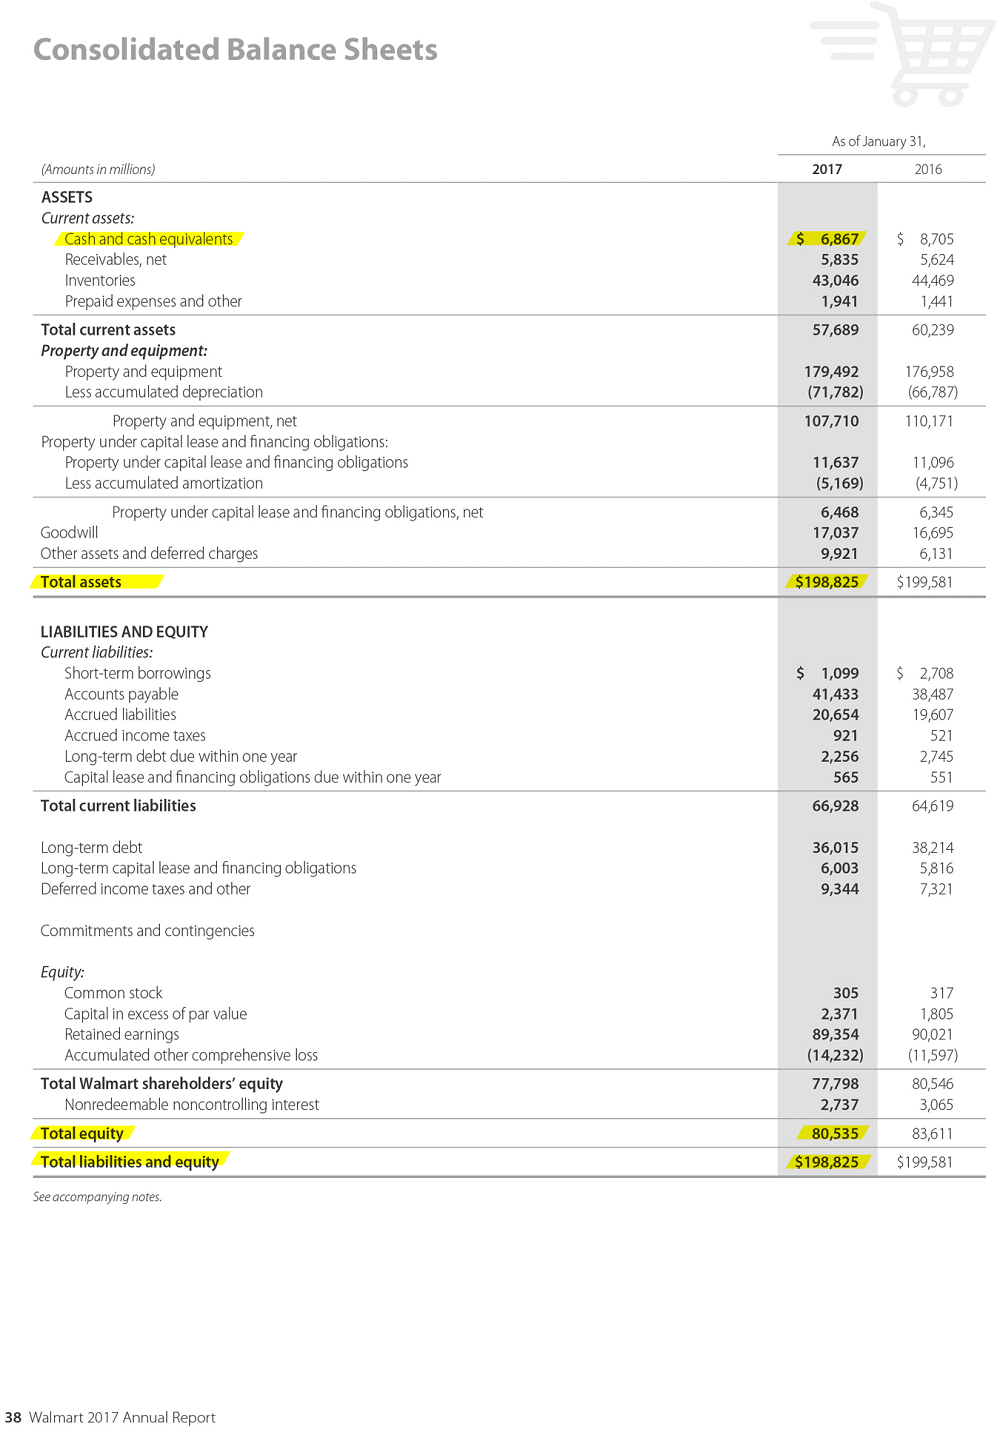 Consolidated Balance Sheets
As of January 31,
(Amounts in millions) 2017 2016
ASSETS
Current assets:
Cash and cash equivalents $ 6,867 $ 8,705
Receivables, net 5,835 5,624
Inventories 43,046 44,469
Prepaid expenses and other 1,941 1,441
Total current assets 57,689 60,239
Property and equipment:
Property and equipment 179,492 176,958
Less accumulated depreciation (71,782) (66,787)
Property and equipment, net 107,710 110,171
Property under capital lease and financing obligations:
Property under capital lease and financing obligations 11,637 11,096
Less accumulated amortization (5,169) (4,751)
Property under capital lease and financing obligations, net 6,468 6,345
Goodwill 17,037 16,695
Other assets and deferred charges 9,921 6,131
Total assets $198,825 $199,581
LIABILITIES AND EQUITY
Current liabilities:
Short-term borrowings $ 1,099 $ 2,708
Accounts payable 41,433 38,487
Accrued liabilities 20,654 19,607
Accrued income taxes 921 521
Long-term debt due within one year 2,256 2,745
Capital lease and financing obligations due within one year 565 551
Total current liabilities 66,928 64,619
Long-term debt 36,015 38,214
Long-term capital lease and financing obligations 6,003 5,816
Deferred income taxes and other 9,344 7,321
Commitments and contingencies
Equity:
Common stock 305 317
Capital in excess of par value 2,371 1,805
Retained earnings 89,354 90,021
Accumulated other comprehensive loss (14,232) (11,597)
Total Walmart shareholders’ equity 77,798 80,546
Nonredeemable noncontrolling interest 2,737 3,065
Total equity 80,535 83,611
Total liabilities and equity $198,825 $199,581
See accompanying notes.
38 Walmart 2017 Annual Report